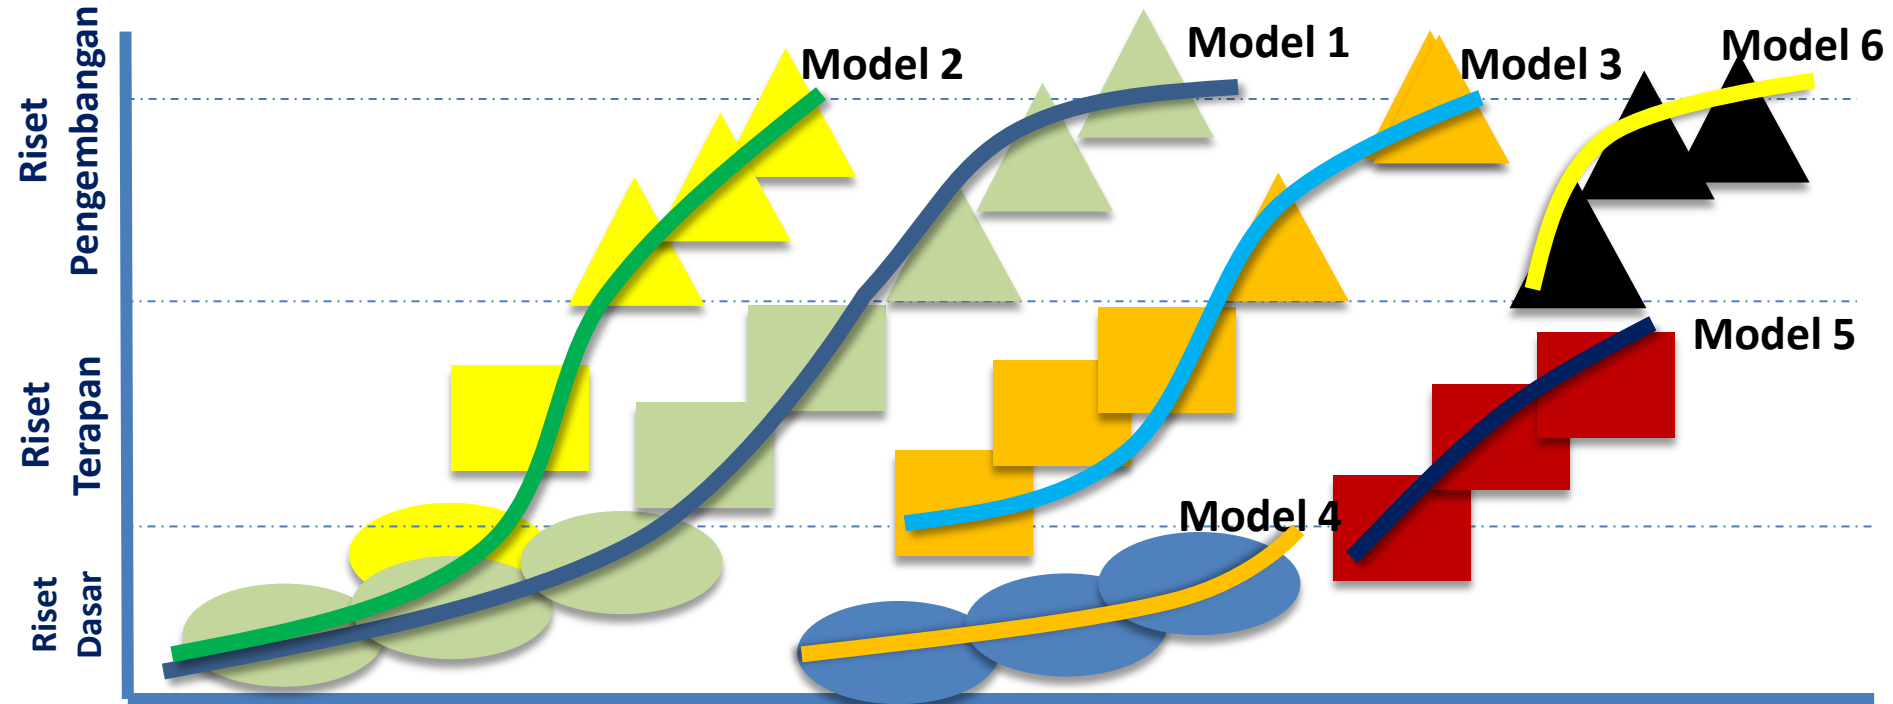 Riset
Pengembangan
Riset
Terapan
Riset
Dasar
Model 2
Model 1
Model 3
Model 6
Model 5
Model 4